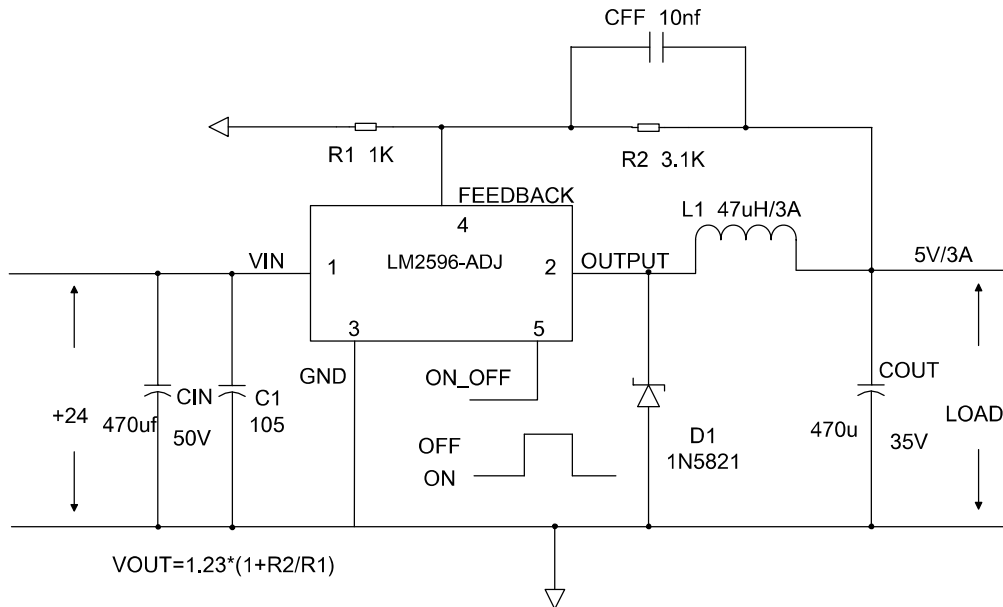 CFF 10nf
R1 1K
R2 3.1K
FEEDBACK
4
L1 47uH/3A
VIN
1
LM2596-ADJ
2
OUTPUT
5V/3A
3
5
GND
ON_OFF
+24
470uf
CIN
50V
C1
105
OFF
ON
D1
1N5821
COUT
470u
35V
LOAD
VOUT=1.23*(1+R2/R1)